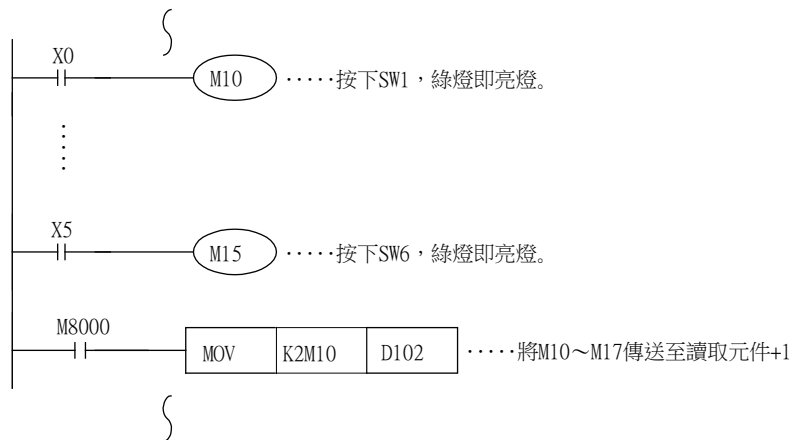 X0
M10 ·····按下SW1，綠燈即亮燈。
X5
M15 ·····按下SW6，綠燈即亮燈。
M8000
MOV K2M10 D102 ·····將M10～M17傳送至讀取元件+1